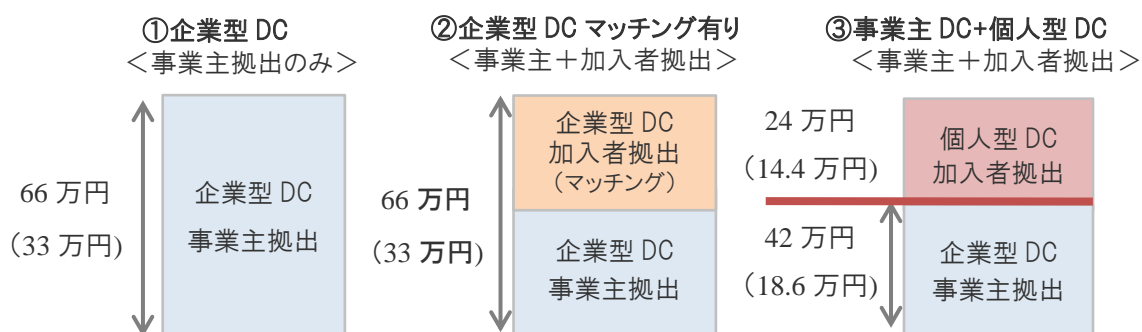 ①企業型 DC
＜事業主拠出のみ＞
66 万円
（33 万円）
企業型 DC
事業主拠出
②企業型 DC マッチング有り
＜事業主＋加入者拠出＞
66 万円
（33 万円）
企業型 DC
加入者拠出
（マッチング）
企業型 DC
事業主拠出
③事業主 DC+個人型 DC
＜事業主＋加入者拠出＞
24 万円
（14.4 万円）
個人型 DC
加入者拠出
42 万円
（18.6 万円）
企業型 DC
事業主拠出